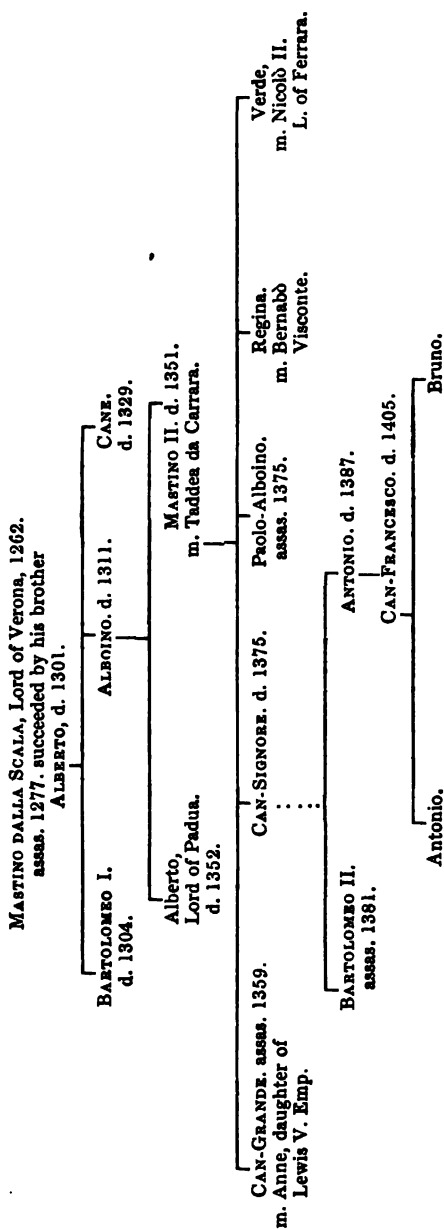 MASTINO DALLA SCALA, Lord of Verona, 1262.
assas. 1277. succeeded by his brother
ALBERTO, d. 1301.
BARTOLOMEO I.
d. 1304.
ALBOINO. d. 1311.
CANE.
d. 1329.
Alberto,
Lord of Padua.
d. 1352.
MASTINO II. d. 1351.
m. Taddea da Carrara.
CAN-GRANDE. assas. 1359.
m. Anne, daughter of
Lewis V. Emp.
CAN-SIGNORE. d. 1375.
Paolo-Alboino.
assas. 1375.
Regina.
m. Bernabò
Visconte.
Verde,
m. Nicolò II.
L. of Ferrara.
BARTOLOMEO II.
assas. 1381.
ANTONIO. d. 1387.
CAN-FRANCESCO. d. 1405.
Antonio.
Bruno.